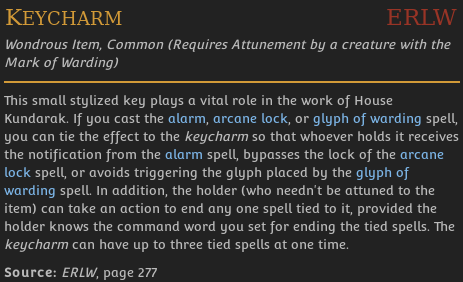 KEYCHARM ERLW
Wondrous Item, Common (Requires Attunement by a creature with the
Mark of Warding)
This small stylized key plays a vital role in the work of House
Kundarak. If you cast the alarm, arcane lock, or glyph of warding spell,
you can tie the effect to the keycharm so that whoever holds it receives
the notification from the alarm spell, bypasses the lock of the arcane
lock spell, or avoids triggering the glyph placed by the glyph of
warding spell. In addition, the holder (who needn't be attuned to the
item) can take an action to end any one spell tied to it, provided the
holder knows the command word you set for ending the tied spells. The
keycharm can have up to three tied spells at one time.
Source: ERLW, page 277